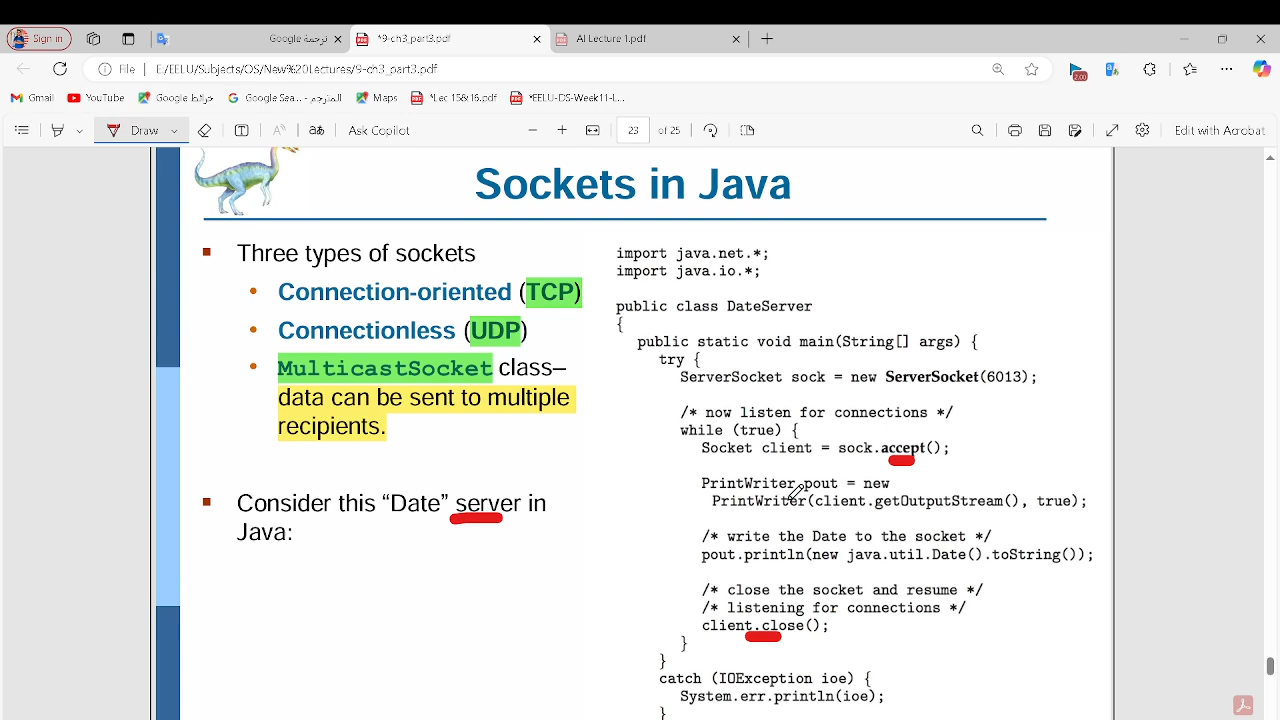 Sign in
ترجمة Google
*9-ch3_part3.pdf
AI Lecture 1.pdf
File
E:/EELU/Subjects/OS/New%20Lectures/9-ch3_part3.pdf
2.00
Gmail
YouTube
Maps
*Lec 15&16.pdf
*EELU-DS-Week11-L...
Draw
Ask Copilot
23 of 25
Edit with Acrobat
Sockets in Java
Three types of sockets
Connection-oriented (TCP)
Connectionless (UDP)
MulticastSocket class–
data can be sent to multiple
recipients.
Consider this “Date” server in
Java:
import java.net.*;
import java.io.*;
public class DateServer
{
public static void main(String[] args) {
try {
ServerSocket sock = new ServerSocket(6013);
/* now listen for connections */
while (true) {
Socket client = sock.accept();
PrintWriter pout = new
PrintWriter(client.getOutputStream(), true);
/* write the Date to the socket */
pout.println(new java.util.Date().toString());
/* close the socket and resume */
/* listening for connections */
client.close();
}
}
catch (IOException ioe) {
System.err.println(ioe);
}